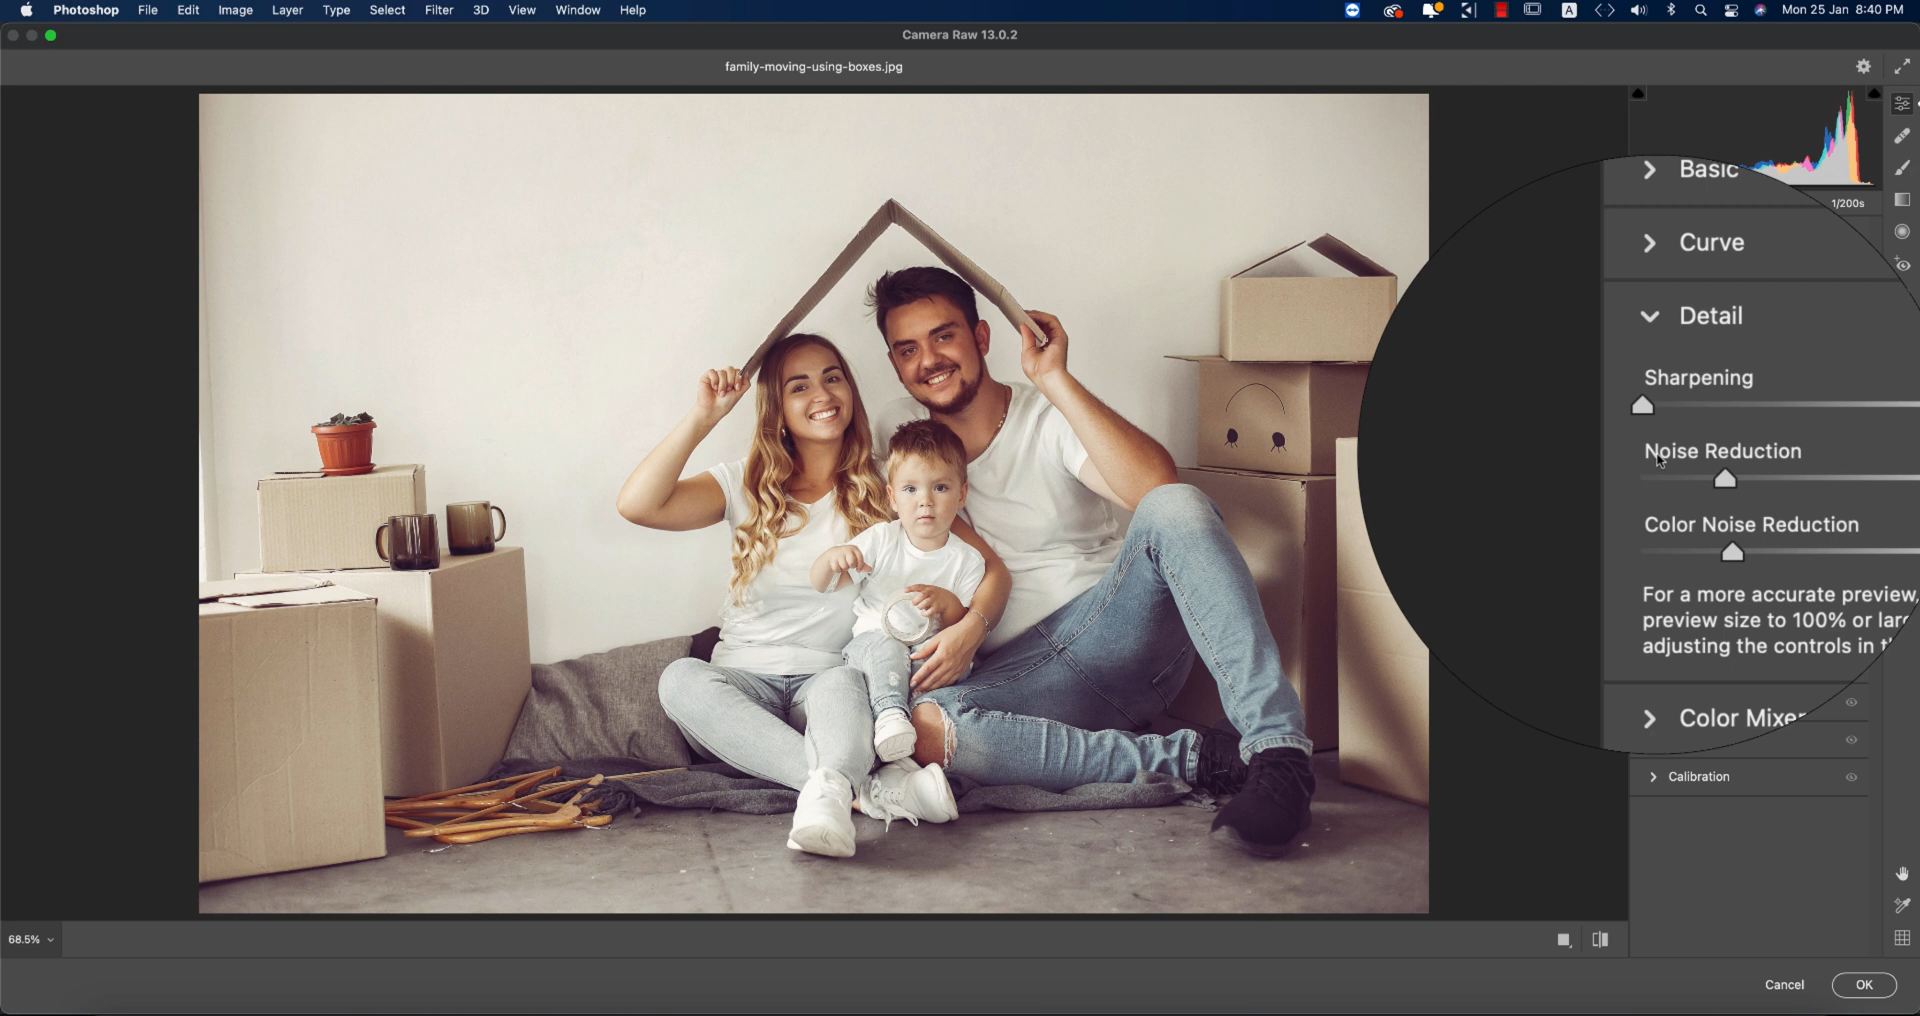 Photoshop File Edit Image Layer Type Select Filter 3D View Window Help A Mon 25 Jan 8:40 PM
Camera Raw 13.0.2
family-moving-using-boxes.jpg
Basic
1/200s
Curve
Detail
Sharpening
Noise Reduction
Color Noise Reduction
For a more accurate preview,
preview size to 100% or lar
adjusting the controls in t
Color Mixer
Calibration
68.5%
Cancel OK